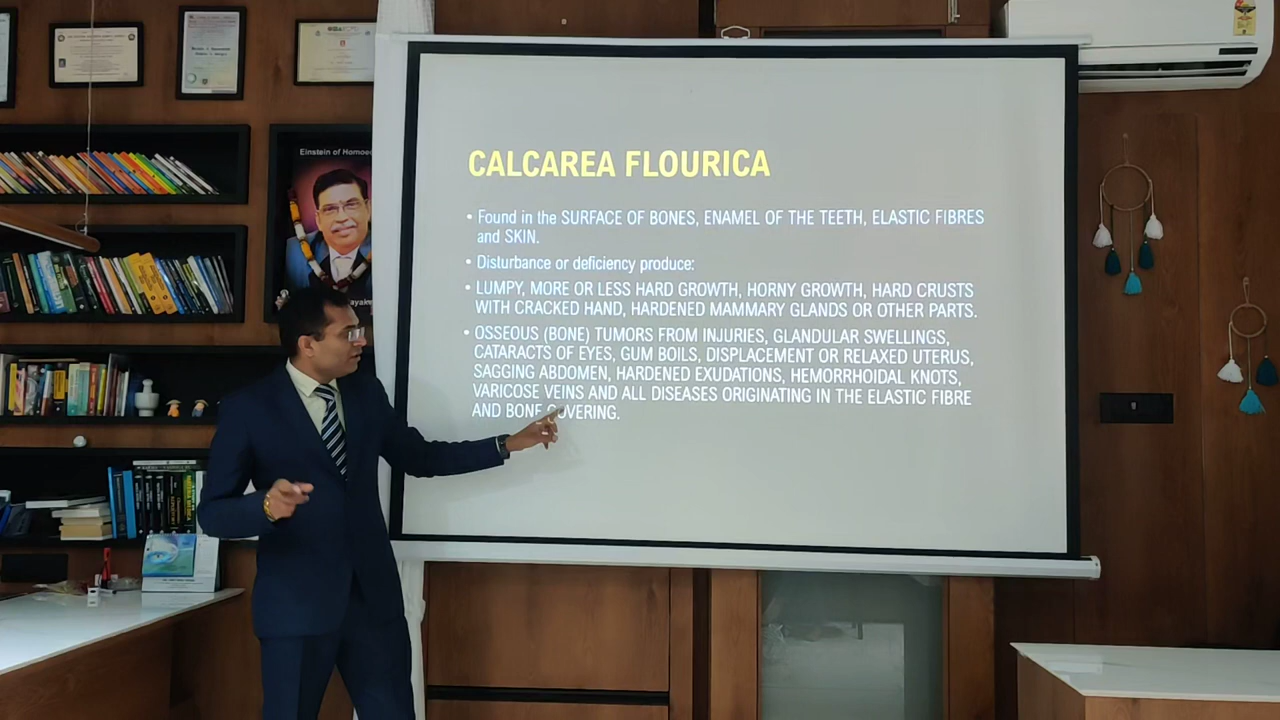 Einstein of Homoeo
CALCAREA FLOURICA
• Found in the SURFACE OF BONES, ENAMEL OF THE TEETH, ELASTIC FIBRES
and SKIN.
• Disturbance or deficiency produce:
• LUMPY, MORE OR LESS HARD GROWTH, HORNY GROWTH, HARD CRUSTS
WITH CRACKED HAND, HARDENED MAMMARY GLANDS OR OTHER PARTS.
• OSSEOUS (BONE) TUMORS FROM INJURIES, GLANDULAR SWELLINGS,
CATARACTS OF EYES, GUM BOILS, DISPLACEMENT OR RELAXED UTERUS,
SAGGING ABDOMEN, HARDENED EXUDATIONS, HEMORRHOIDAL KNOTS,
VARICOSE VEINS AND ALL DISEASES ORIGINATING IN THE ELASTIC FIBRE
AND BONE COVERING.